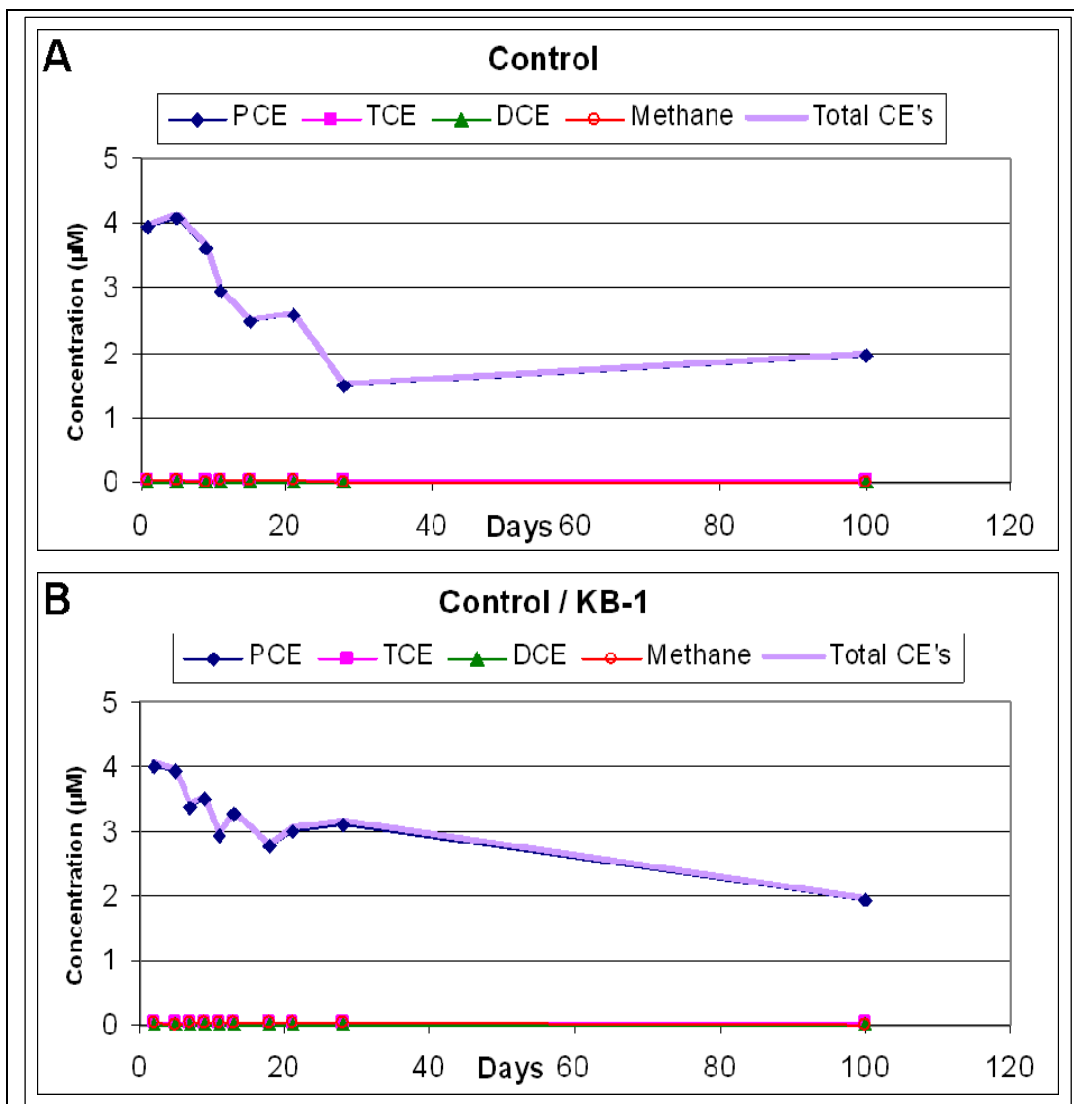 A
Control
PCE TCE DCE Methane Total CE's
5
4
3
2
1
0
Concentration (µM)
0 20 40 Days 60 80 100 120
B
Control / KB-1
PCE TCE DCE Methane Total CE's
5
4
3
2
1
0
Concentration (µM)
0 20 40 Days 60 80 100 120